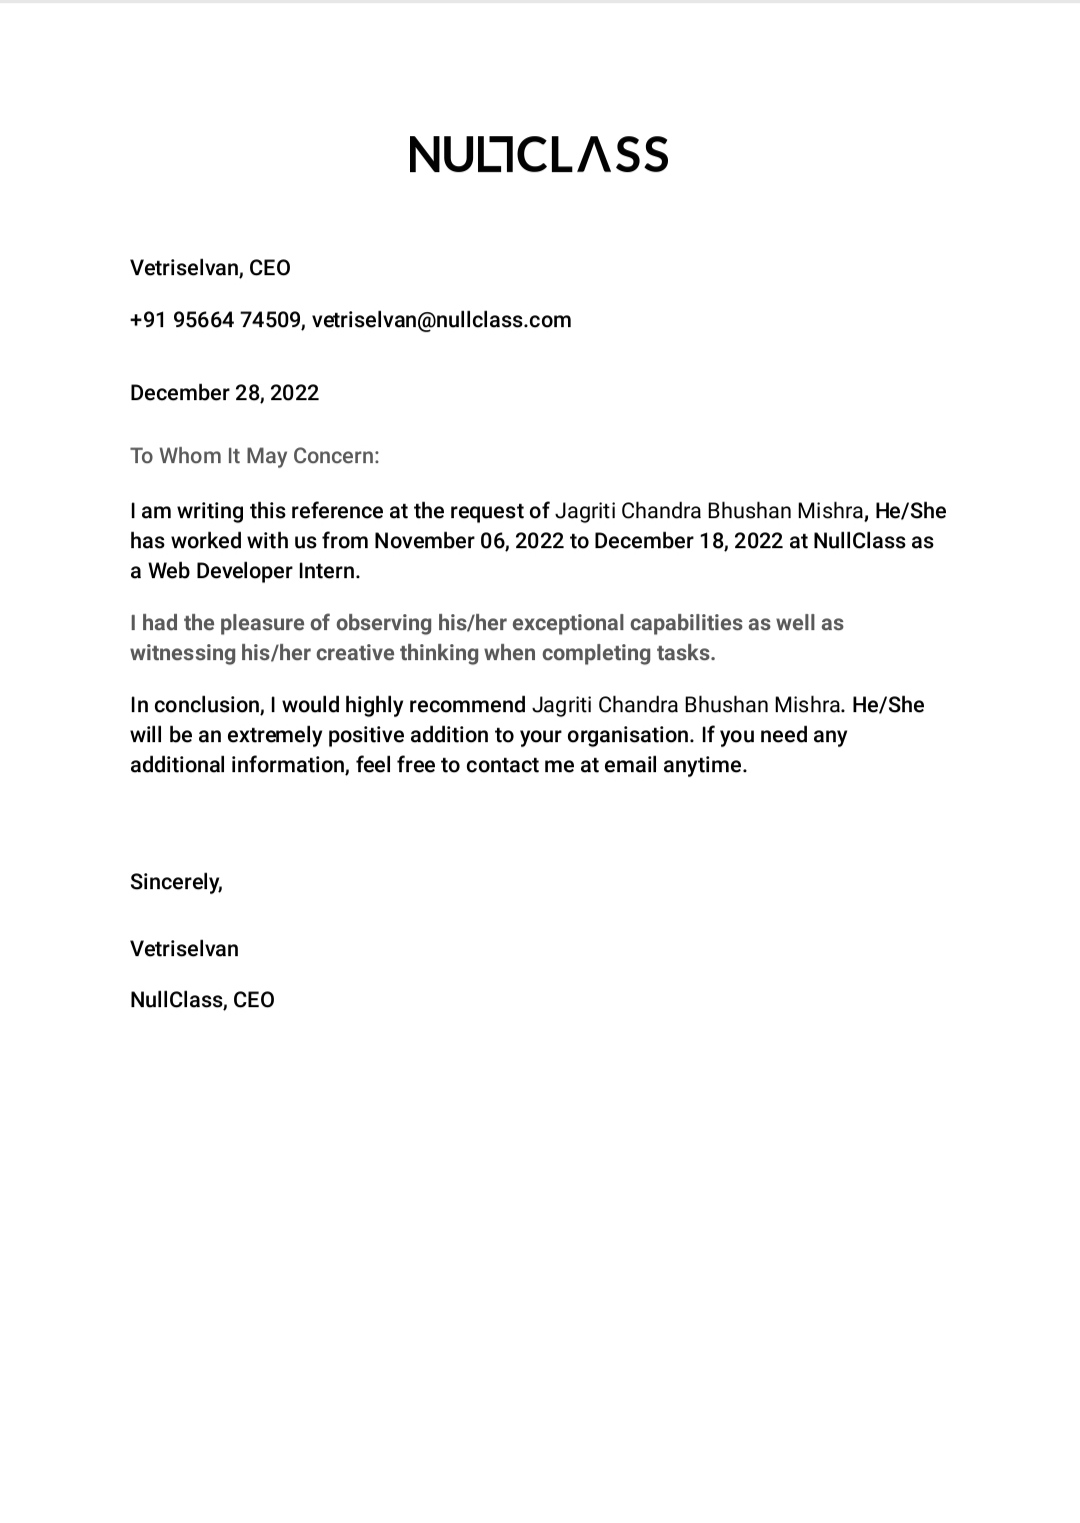 NULLCLASS
Vetriselvan, CEO
+91 95664 74509, vetriselvan@nullclass.com
December 28, 2022
To Whom It May Concern:
I am writing this reference at the request of Jagriti Chandra Bhushan Mishra, He/She
has worked with us from November 06, 2022 to December 18, 2022 at NullClass as
a Web Developer Intern.
I had the pleasure of observing his/her exceptional capabilities as well as
witnessing his/her creative thinking when completing tasks.
In conclusion, I would highly recommend Jagriti Chandra Bhushan Mishra. He/She
will be an extremely positive addition to your organisation. If you need any
additional information, feel free to contact me at email anytime.
Sincerely,
Vetriselvan
NullClass, CEO